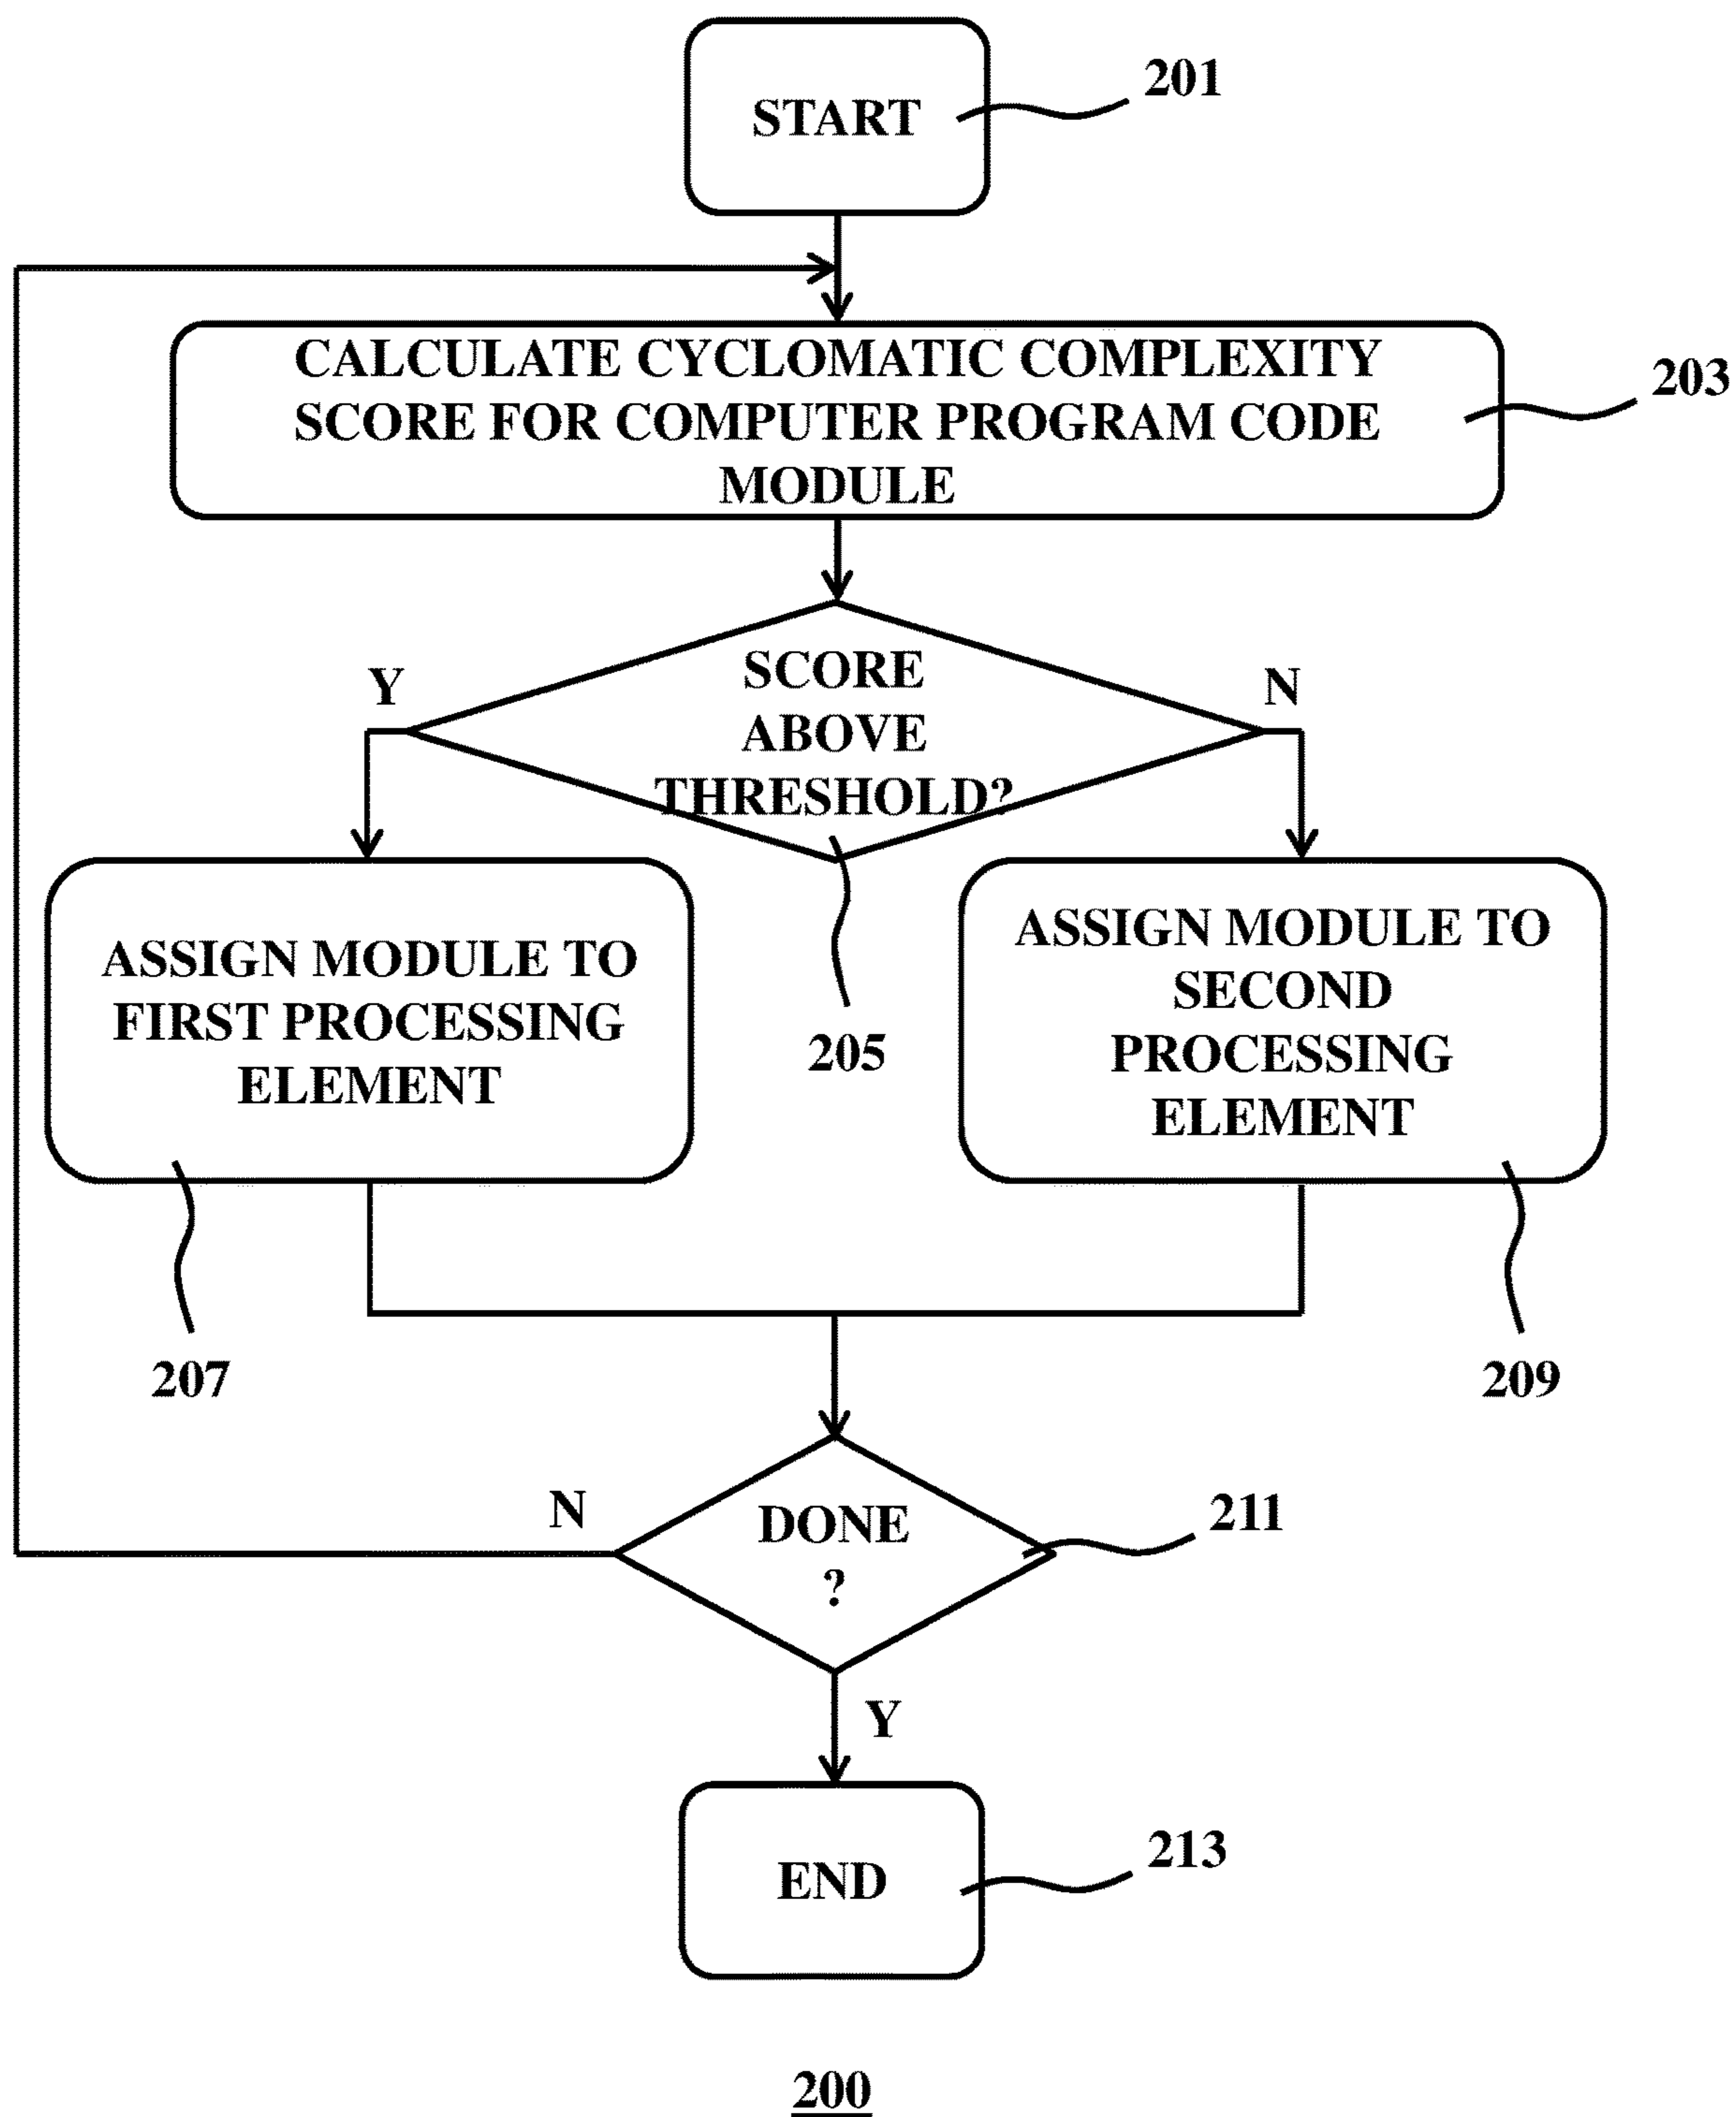 START
201
CALCULATE CYCLOMATIC COMPLEXITY
SCORE FOR COMPUTER PROGRAM CODE
MODULE
203
Y
SCORE
ABOVE
THRESHOLD?
N
205
ASSIGN MODULE TO
FIRST PROCESSING
ELEMENT
207
ASSIGN MODULE TO
SECOND
PROCESSING
ELEMENT
209
N
DONE
?
211
Y
END
213
200